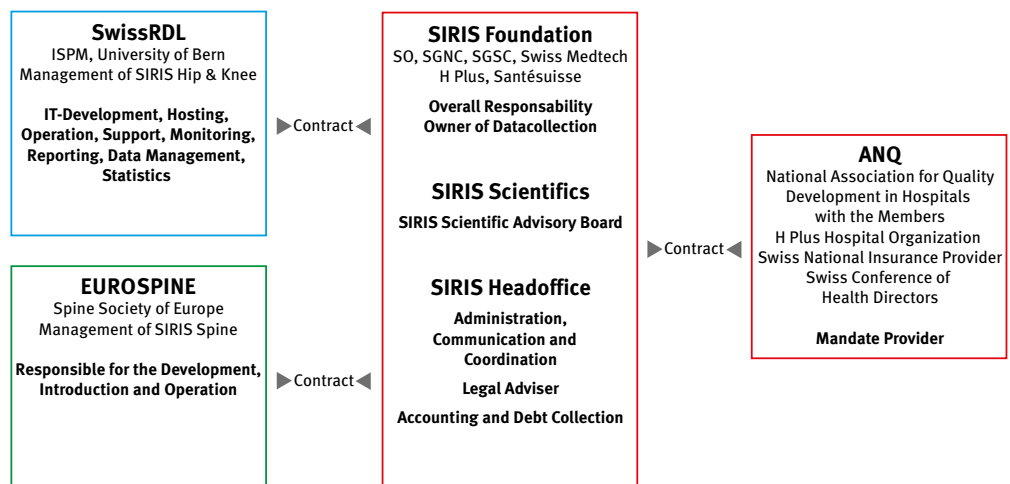 SwissRDL
ISPM, University of Bern
Management of SIRIS Hip & Knee
IT-Development, Hosting,
Operation, Support, Monitoring,
Reporting, Data Management,
Statistics
Contract
EUROSPINE
Spine Society of Europe
Management of SIRIS Spine
Responsible for the Development,
Introduction and Operation
Contract
SIRIS Foundation
SO, SGNC, SGSC, Swiss Medtech
H Plus, Santésuisse
Overall Responsability
Owner of Datacollection
SIRIS Scientifics
SIRIS Scientific Advisory Board
SIRIS Headoffice
Administration,
Communication and
Coordination
Legal Adviser
Accounting and Debt Collection
Contract
ANQ
National Association for Quality
Development in Hospitals
with the Members
H Plus Hospital Organization
Swiss National Insurance Provider
Swiss Conference of
Health Directors
Mandate Provider